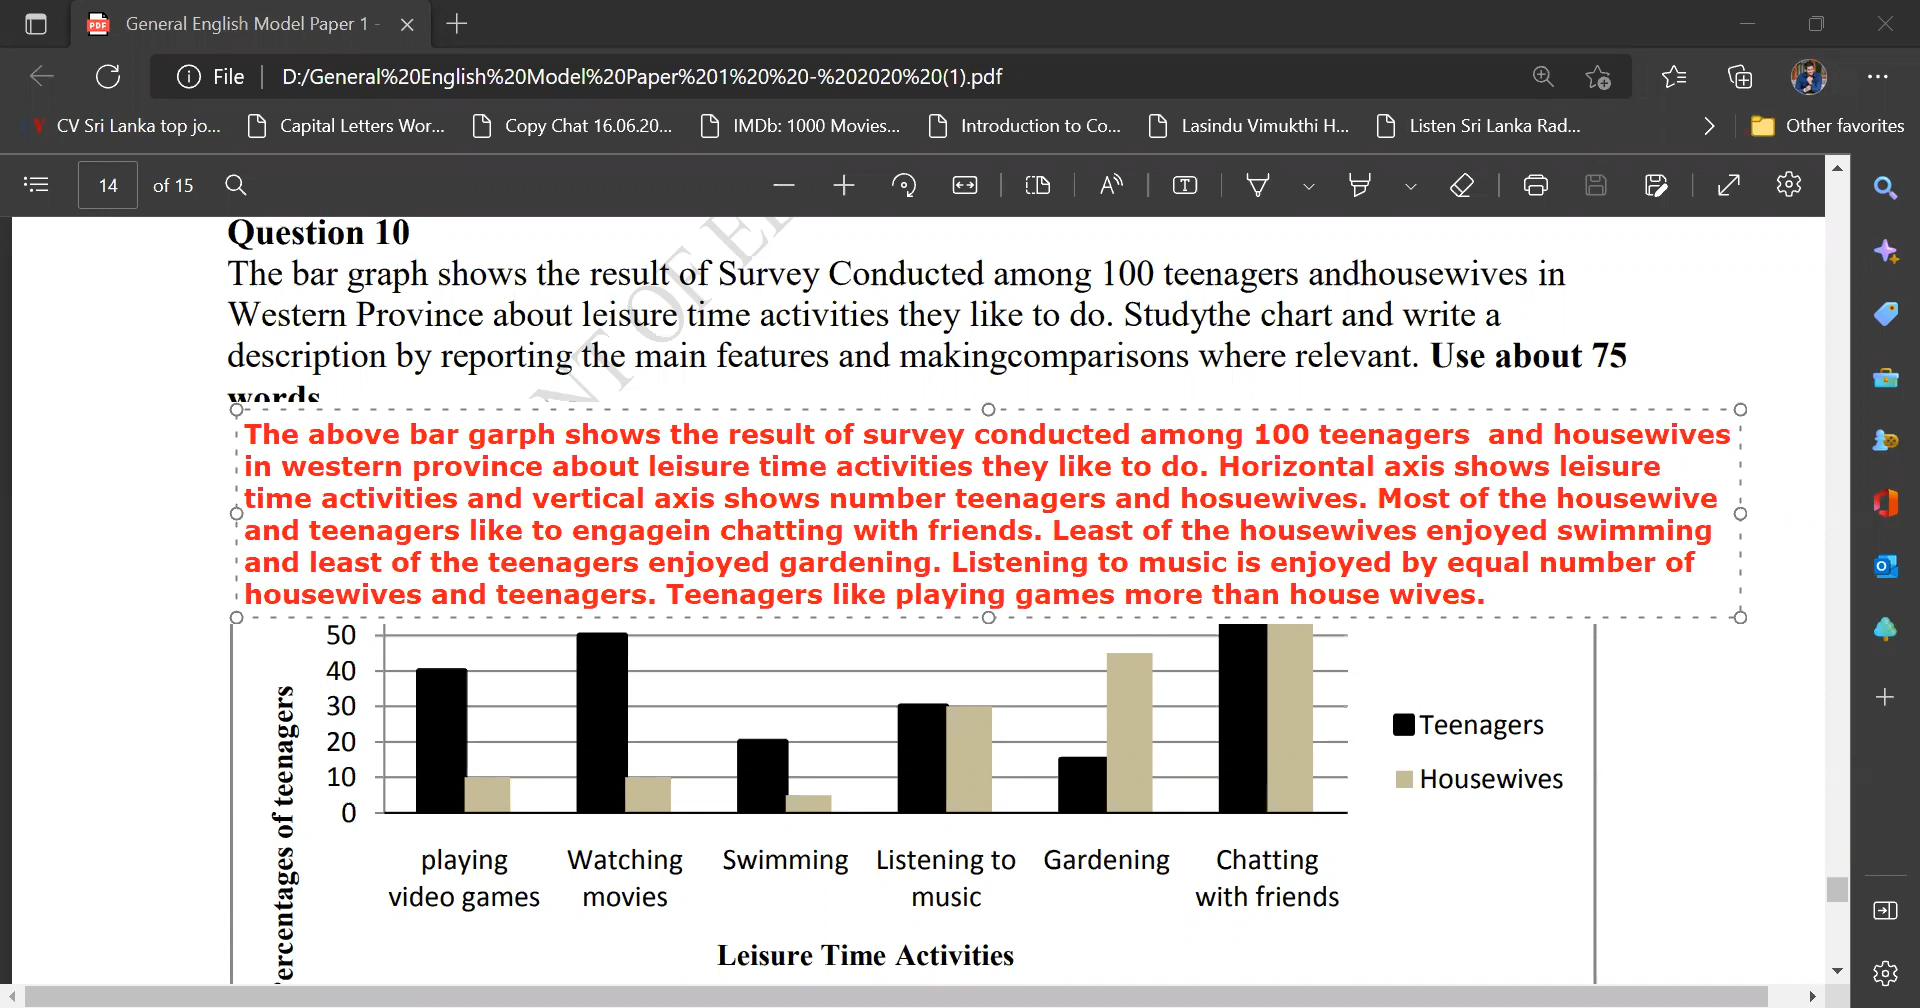 General English Model Paper 1 -
File
D:/General%20English%20Model%20Paper%201%20%20-%202020%20(1).pdf
CV Sri Lanka top jo...
Capital Letters Wor...
Copy Chat 16.06.20...
IMDb: 1000 Movies...
Introduction to Co...
Lasindu Vimukthi H...
Listen Sri Lanka Rad...
Other favorites
14 of 15
Question 10
The bar graph shows the result of Survey Conducted among 100 teenagers andhousewives in
Western Province about leisure time activities they like to do. Studythe chart and write a
description by reporting the main features and makingcomparisons where relevant. Use about 75
words
The above bar garph shows the result of survey conducted among 100 teenagers and housewives
in western province about leisure time activities they like to do. Horizontal axis shows leisure
time activities and vertical axis shows number teenagers and hosuewives. Most of the housewive
and teenagers like to engagein chatting with friends. Least of the housewives enjoyed swimming
and least of the teenagers enjoyed gardening. Listening to music is enjoyed by equal number of
housewives and teenagers. Teenagers like playing games more than house wives.
50
40
30
20
10
0
Percentages of teenagers
Teenagers
Housewives
playing
video games
Watching
movies
Swimming
Listening to
music
Gardening
Chatting
with friends
Leisure Time Activities